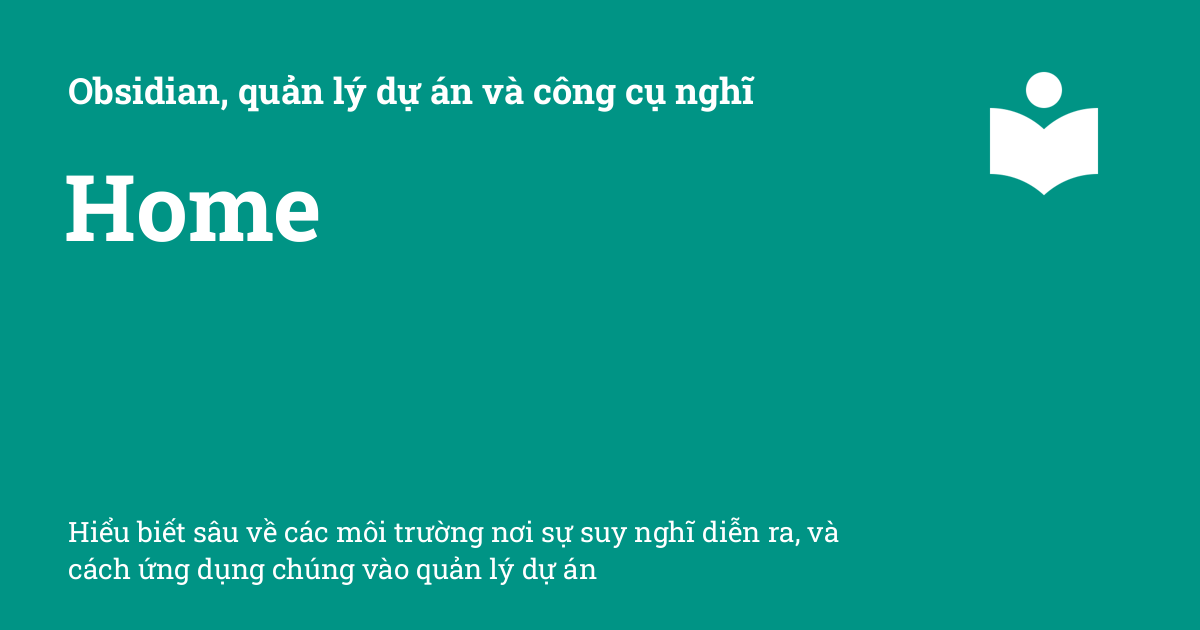 Obsidian, quản lý dự án và công cụ nghĩ
Home
Hiểu biết sâu về các môi trường nơi sự suy nghĩ diễn ra, và
cách ứng dụng chúng vào quản lý dự án